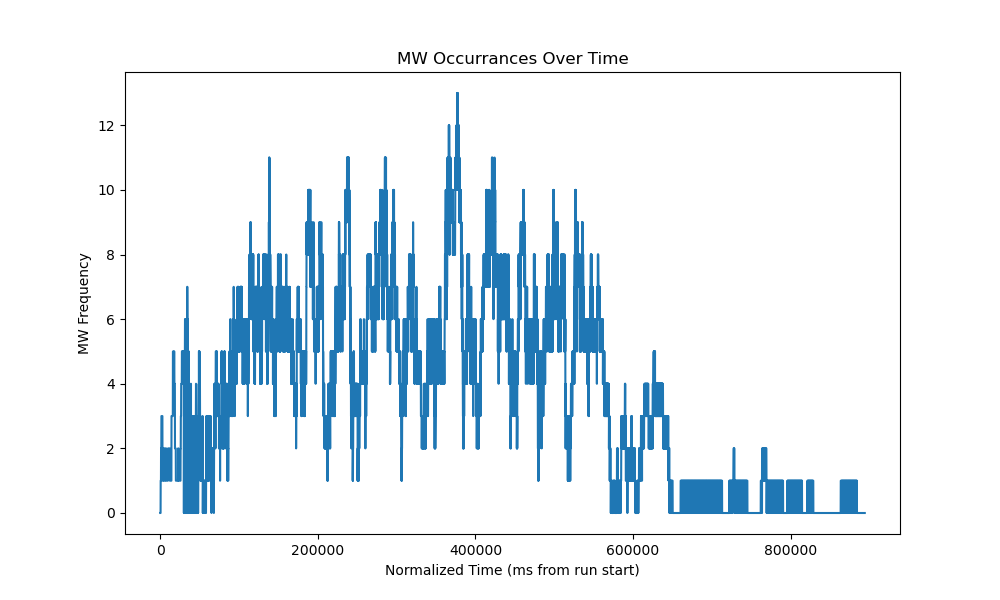 MW Occurrances Over Time
12
10
8
6
4
2
0
MW Frequency
0 200000 400000 600000 800000
Normalized Time (ms from run start)